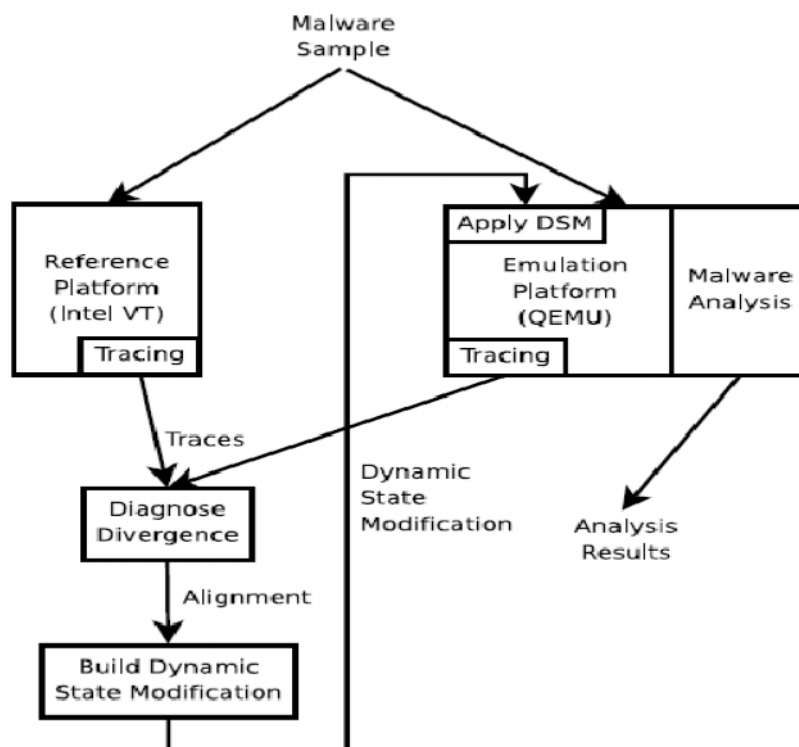 Malware
Sample
Apply DSM
Reference
Platform
(Intel VT)
Tracing
Emulation
Platform
(QEMU)
Tracing
Malware
Analysis
Traces
Diagnose
Divergence
Dynamic
State
Modification
Analysis
Results
Alignment
Build Dynamic
State Modification